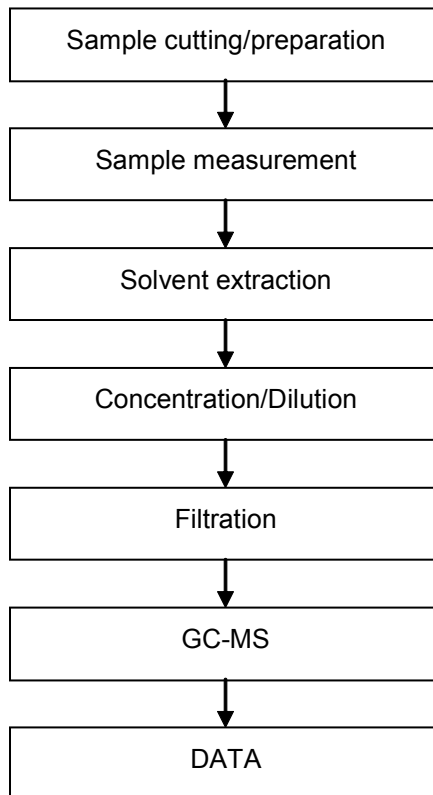 Sample cutting/preparation
Sample measurement
Solvent extraction
Concentration/Dilution
Filtration
GC-MS
DATA